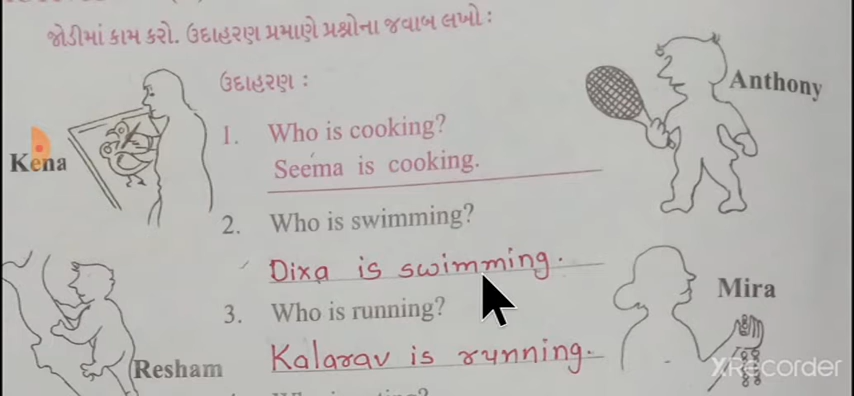 જોડીમાં કામ કરો. ઉદાહરણ પ્રમાણે પ્રશ્નોના જવાબ લખો :
ઉદાહરણ :
Anthony
Kena
1. Who is cooking?
Seema is cooking.
2. Who is swimming?
Dixa is swimming.
Mira
3. Who is running?
Resham
Kalarav is running.
XRecorder